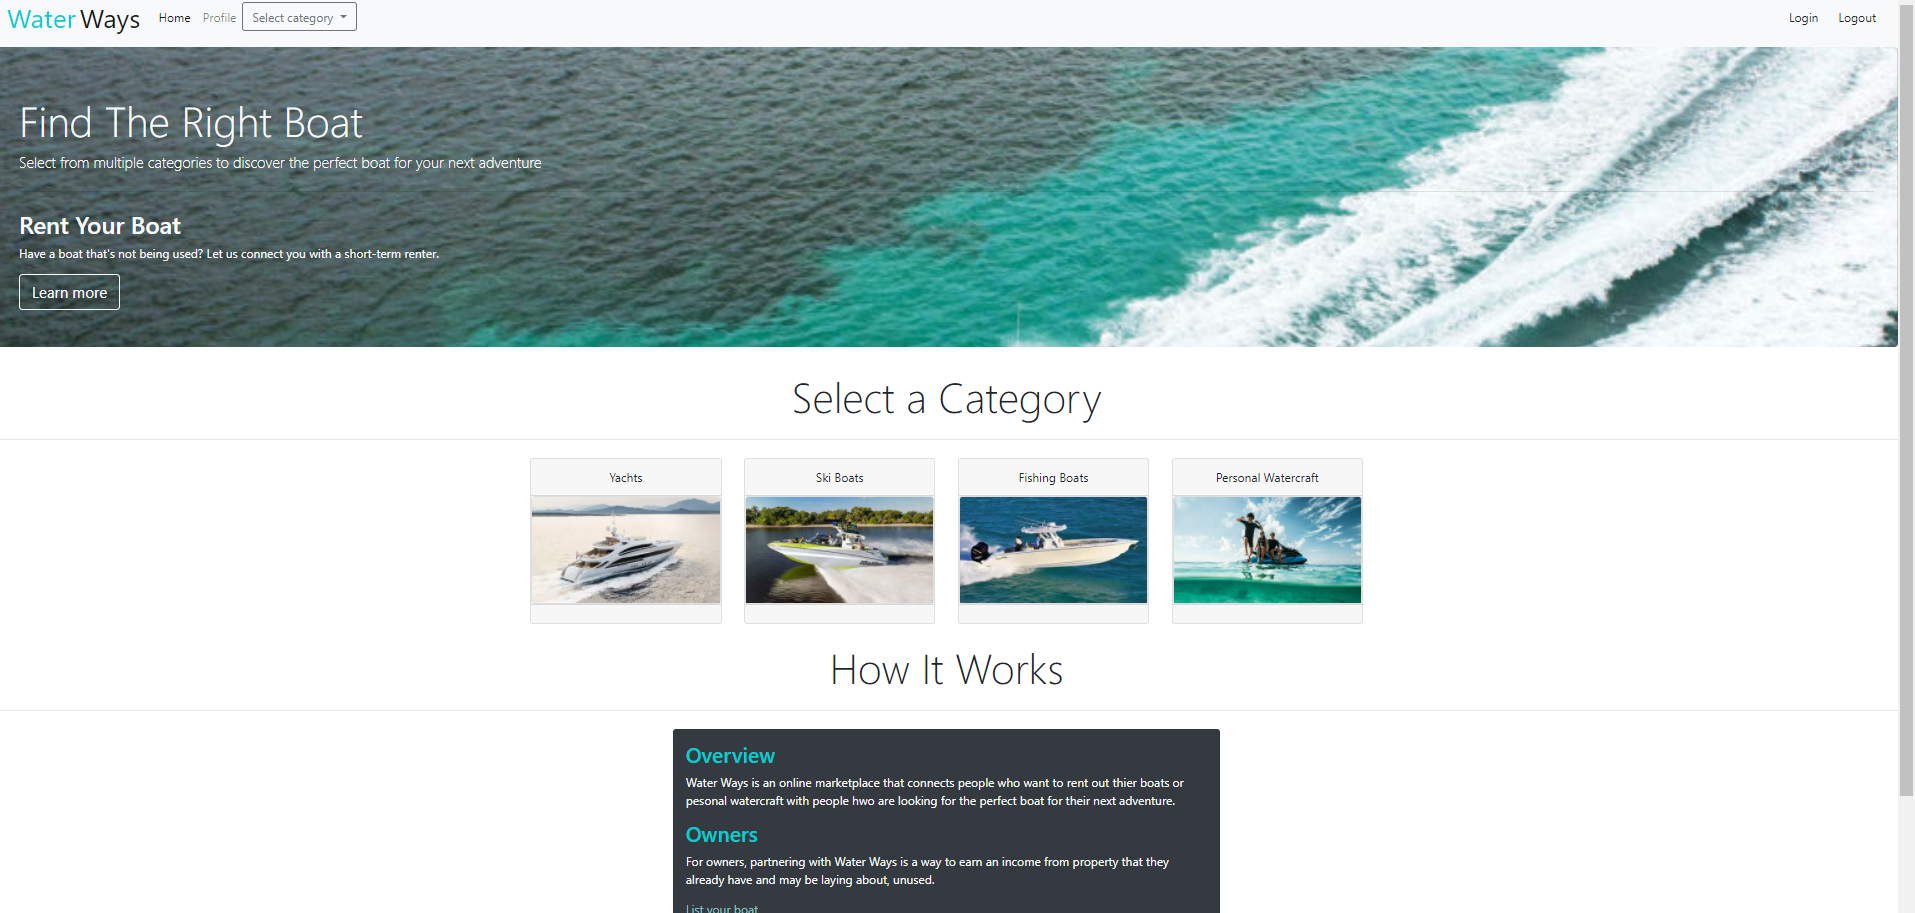 Water Ways Home Profile Select category Login Logout
Find The Right Boat
Select from multiple categories to discover the perfect boat for your next adventure
Rent Your Boat
Have a boat that's not being used? Let us connect you with a short-term renter.
Learn more
Select a Category
Yachts Ski Boats Fishing Boats Personal Watercraft
How It Works
Overview
Water Ways is an online marketplace that connects people who want to rent out thier boats or
pesonal watercraft with people hwo are looking for the perfect boat for their next adventure.
Owners
For owners, partnering with Water Ways is a way to earn an income from property that they
already have and may be laying about, unused.
List your boat